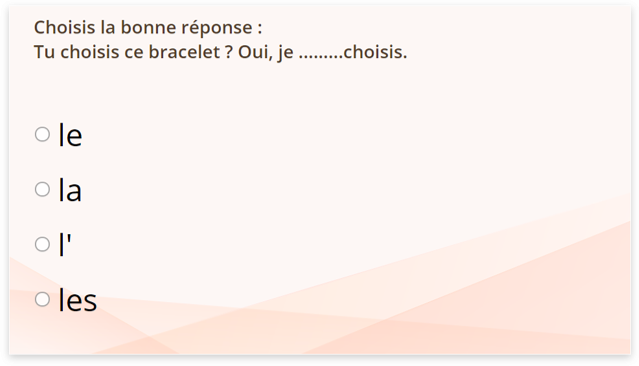 Choisis la bonne réponse :
Tu choisis ce bracelet ? Oui, je .........choisis.
le
la
l'
les